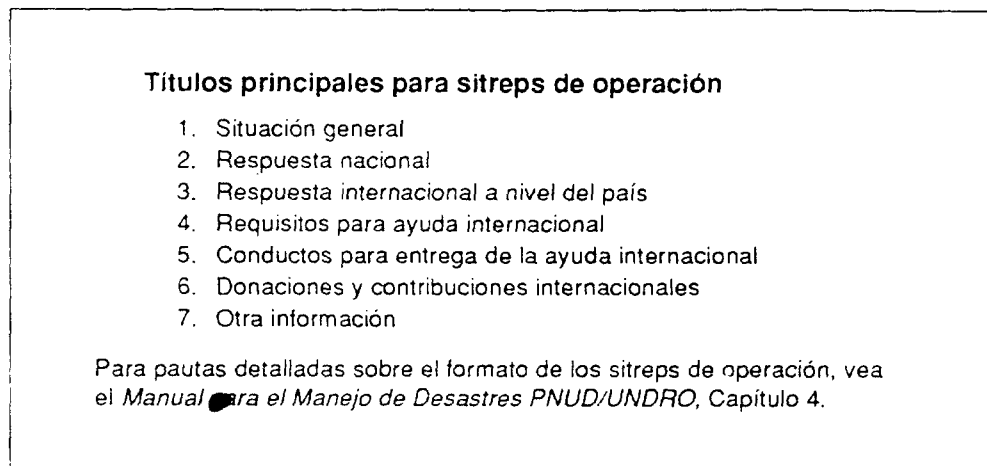 Títulos principales para sitreps de operación
1. Situación general
2. Respuesta nacional
3. Respuesta internacional a nivel del país
4. Requisitos para ayuda internacional
5. Conductos para entrega de la ayuda internacional
6. Donaciones y contribuciones internacionales
7. Otra información
Para pautas detalladas sobre el formato de los sitreps de operación, vea
el Manual para el Manejo de Desastres PNUD/UNDRO, Capítulo 4.